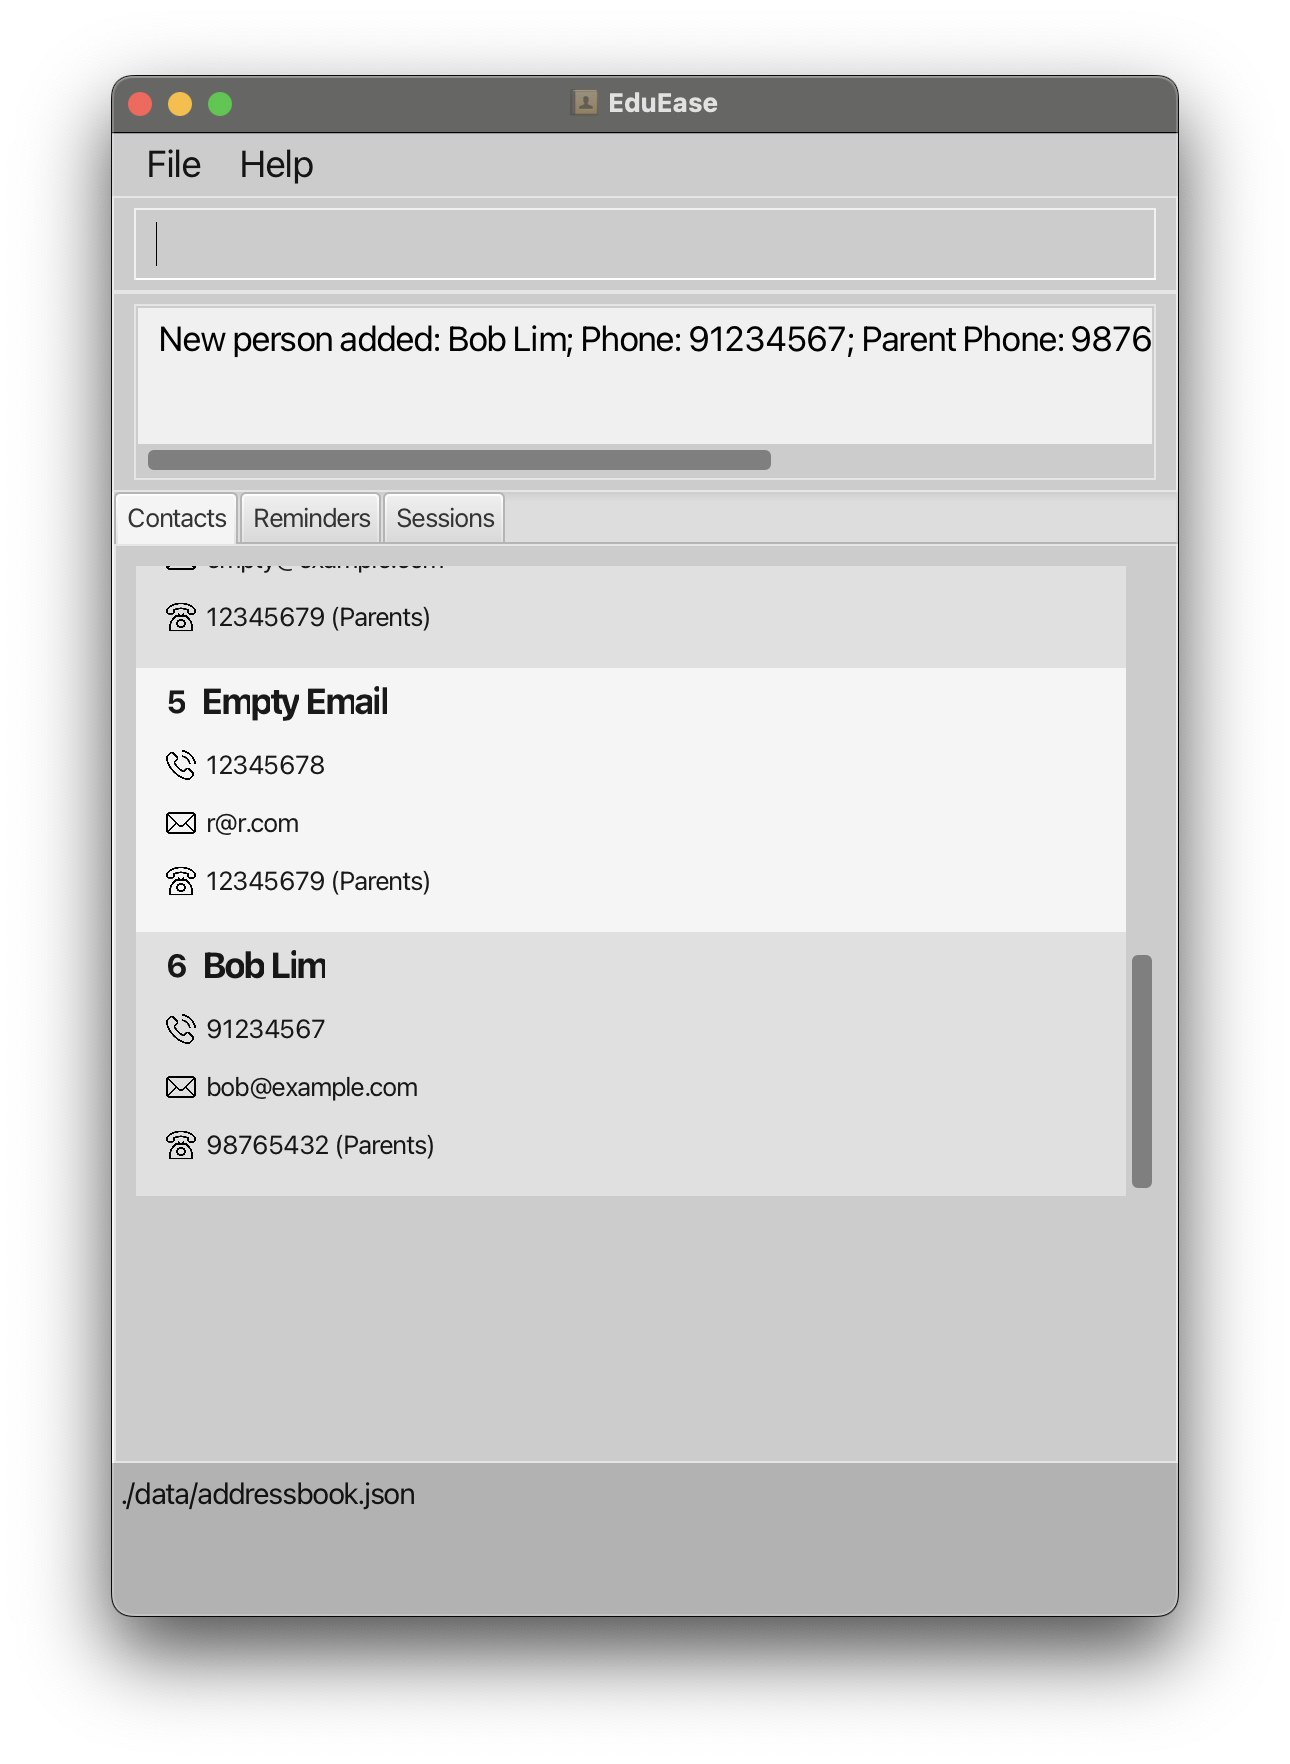 EduEase
File Help
New person added: Bob Lim; Phone: 91234567; Parent Phone: 9876
Contacts Reminders Sessions
12345679 (Parents)
5 Empty Email
12345678
r@r.com
12345679 (Parents)
6 Bob Lim
91234567
bob@example.com
98765432 (Parents)
./data/addressbook.json